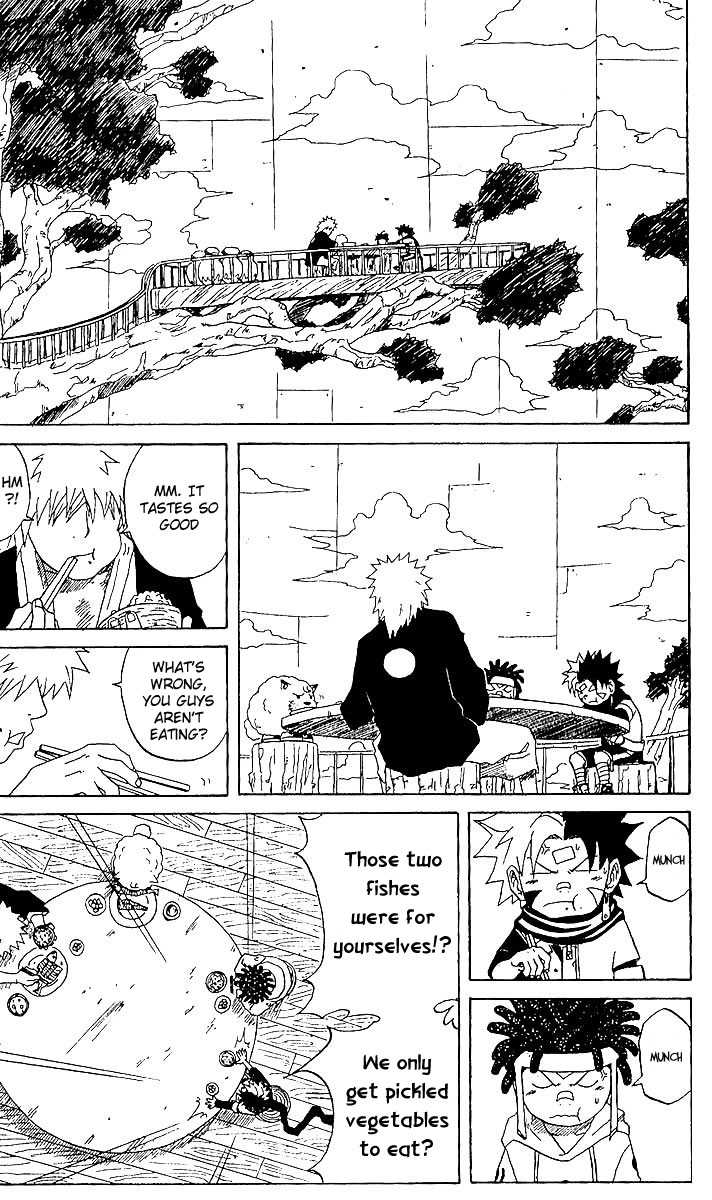 HM
?!
MM. IT
TASTES SO
GOOD
WHAT'S
WRONG,
YOU GUYS
AREN'T
EATING?
MUNCH
MUNCH
Those two
fishes
were for
yourselves!?
We only
get pickled
vegetables
to eat?